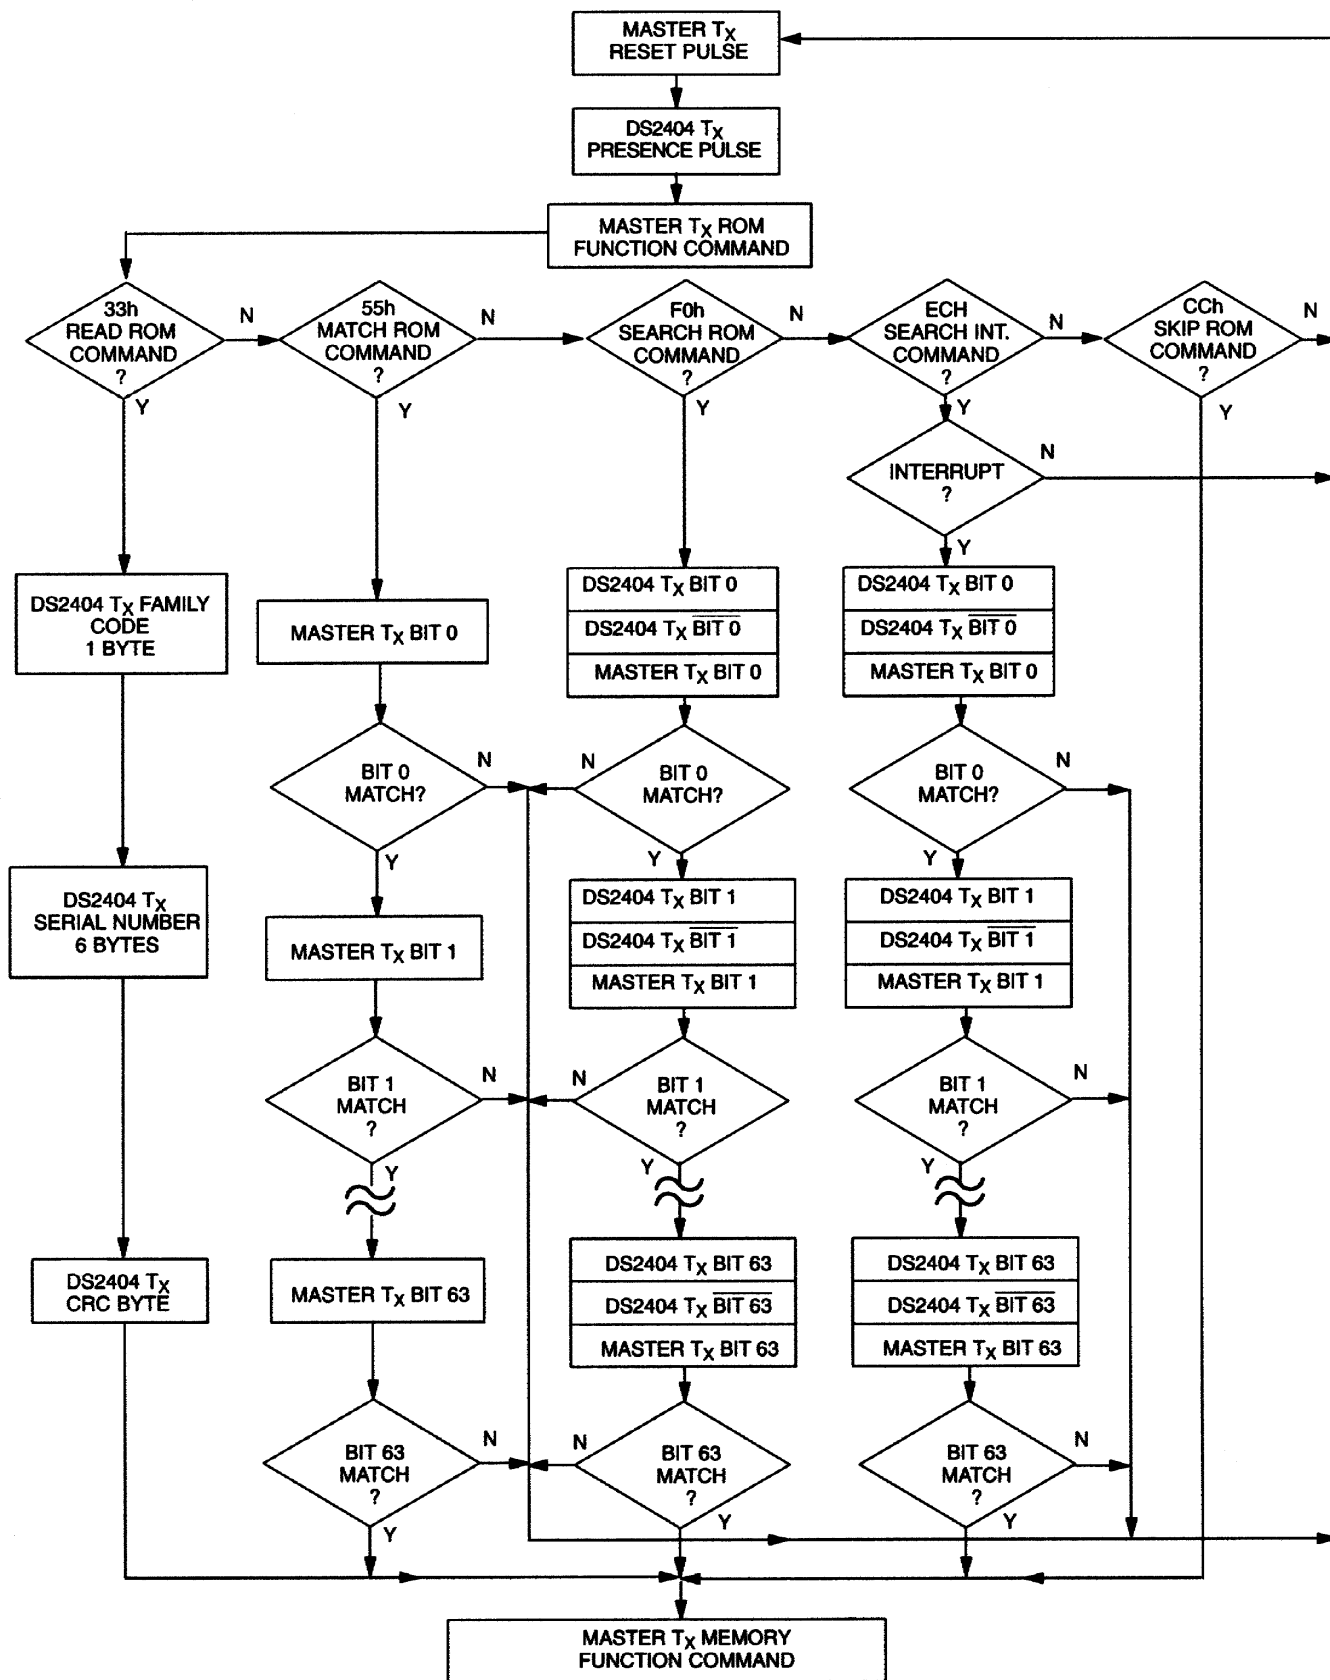 MASTER TX
RESET PULSE
DS2404 TX
PRESENCE PULSE
MASTER TX ROM
FUNCTION COMMAND
33h
READ ROM
COMMAND
?
N
Y
55h
MATCH ROM
COMMAND
?
N
Y
F0h
SEARCH ROM
COMMAND
?
N
Y
ECH
SEARCH INT.
COMMAND
?
N
Y
CCh
SKIP ROM
COMMAND
?
N
Y
INTERRUPT
?
N
Y
DS2404 TX FAMILY
CODE
1 BYTE
MASTER TX BIT 0
DS2404 TX BIT 0
DS2404 TX BIT 0
MASTER TX BIT 0
DS2404 TX BIT 0
DS2404 TX BIT 0
MASTER TX BIT 0
BIT 0
MATCH?
N
Y
BIT 0
MATCH?
N
Y
BIT 0
MATCH?
N
Y
DS2404 TX
SERIAL NUMBER
6 BYTES
MASTER TX BIT 1
DS2404 TX BIT 1
DS2404 TX BIT 1
MASTER TX BIT 1
DS2404 TX BIT 1
DS2404 TX BIT 1
MASTER TX BIT 1
BIT 1
MATCH
?
N
Y
BIT 1
MATCH
?
N
Y
BIT 1
MATCH
?
N
Y
DS2404 TX
CRC BYTE
MASTER TX BIT 63
DS2404 TX BIT 63
DS2404 TX BIT 63
MASTER TX BIT 63
DS2404 TX BIT 63
DS2404 TX BIT 63
MASTER TX BIT 63
BIT 63
MATCH
?
N
Y
BIT 63
MATCH
?
N
Y
BIT 63
MATCH
?
N
Y
MASTER TX MEMORY
FUNCTION COMMAND